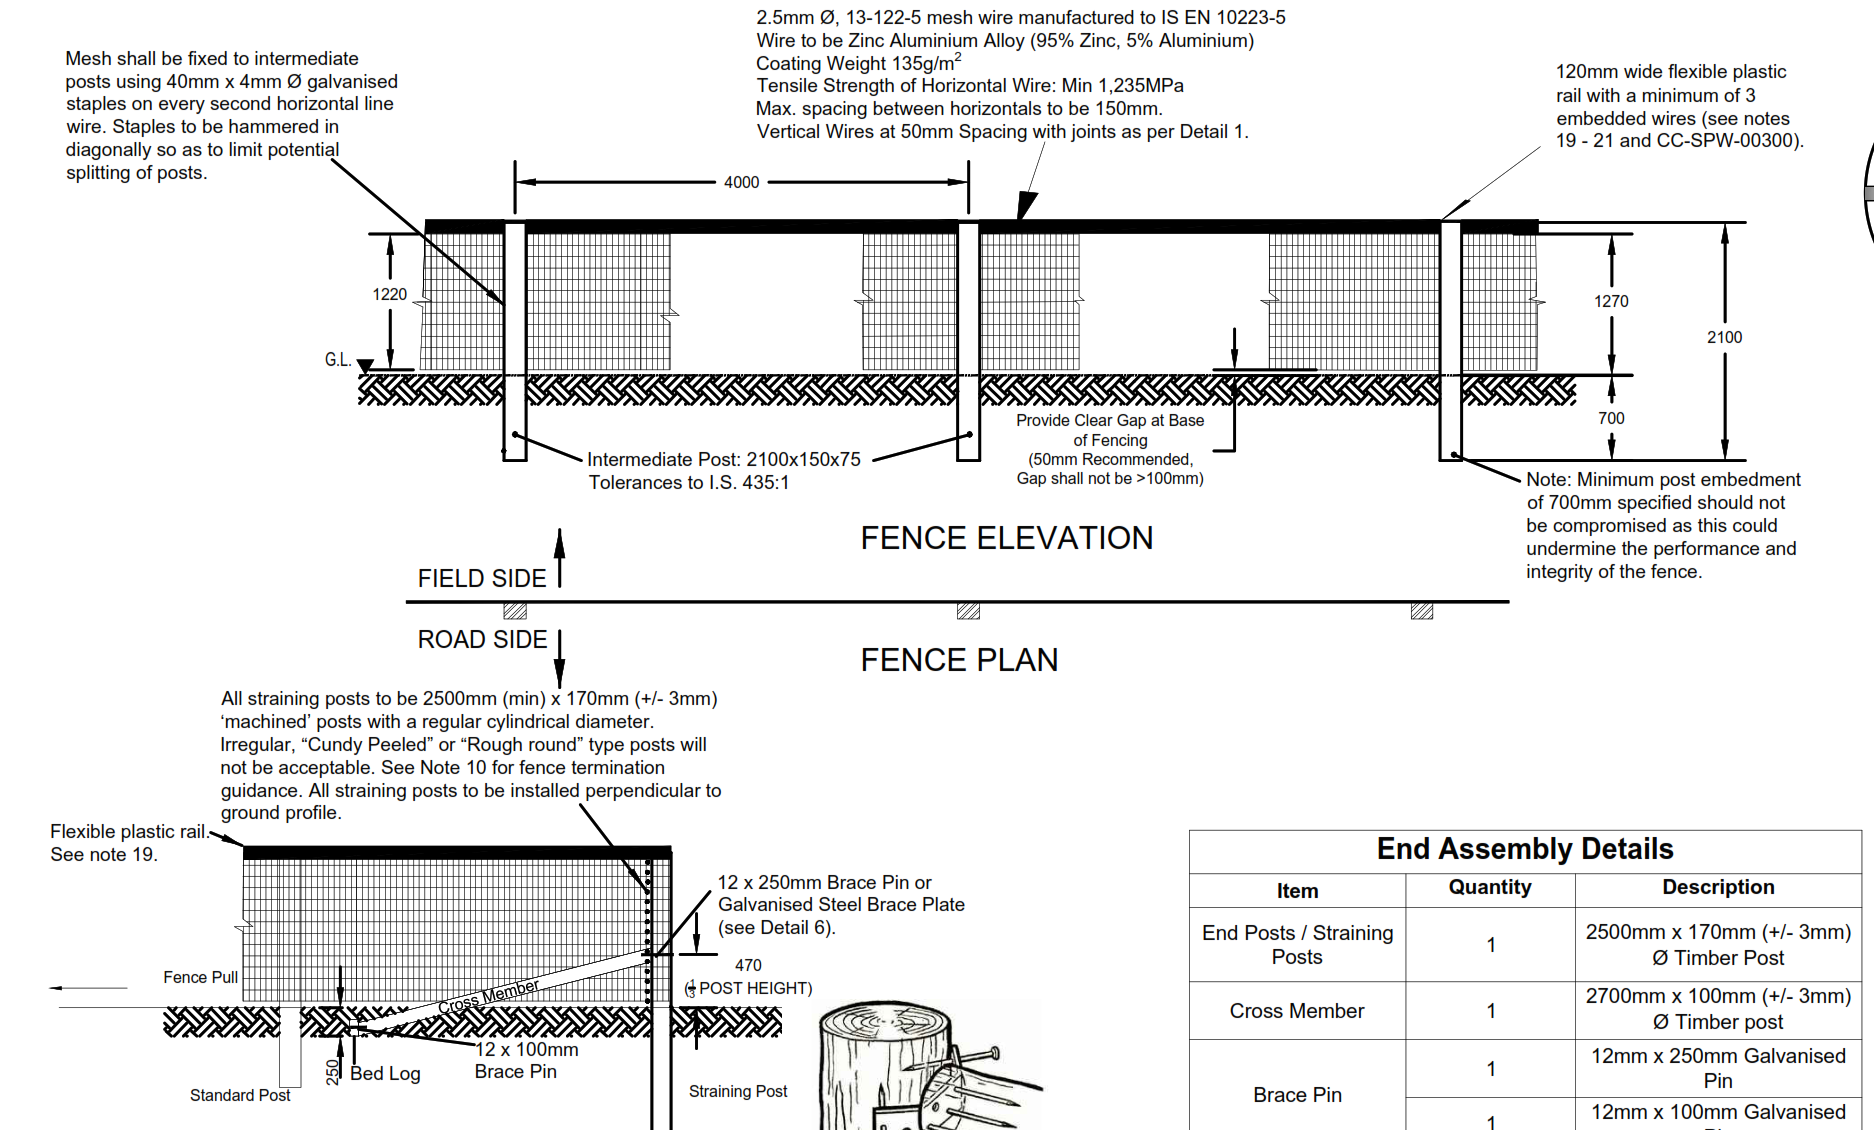 Mesh shall be fixed to intermediate
posts using 40mm x 4mm Ø galvanised
staples on every second horizontal line
wire. Staples to be hammered in
diagonally so as to limit potential
splitting of posts.
2.5mm Ø, 13-122-5 mesh wire manufactured to IS EN 10223-5
Wire to be Zinc Aluminium Alloy (95% Zinc, 5% Aluminium)
Coating Weight 135g/m²
Tensile Strength of Horizontal Wire: Min 1,235MPa
Max. spacing between horizontals to be 150mm.
Vertical Wires at 50mm Spacing with joints as per Detail 1.
120mm wide flexible plastic
rail with a minimum of 3
embedded wires (see notes
19 - 21 and CC-SPW-00300).
4000
1220
1270
2100
G.L.
700
Provide Clear Gap at Base
of Fencing
(50mm Recommended,
Gap shall not be >100mm)
Intermediate Post: 2100x150x75
Tolerances to I.S. 435:1
Note: Minimum post embedment
of 700mm specified should not
be compromised as this could
undermine the performance and
integrity of the fence.
FENCE ELEVATION
FIELD SIDE
ROAD SIDE
FENCE PLAN
All straining posts to be 2500mm (min) x 170mm (+/- 3mm)
‘machined’ posts with a regular cylindrical diameter.
Irregular, “Cundy Peeled” or “Rough round” type posts will
not be acceptable. See Note 10 for fence termination
guidance. All straining posts to be installed perpendicular to
ground profile.
Flexible plastic rail.
See note 19.
12 x 250mm Brace Pin or
Galvanised Steel Brace Plate
(see Detail 6).
470
(1/3 POST HEIGHT)
Fence Pull
Cross Member
12 x 100mm
Brace Pin
250
Bed Log
Standard Post
Straining Post
End Assembly Details
Item Quantity Description
End Posts / Straining
Posts
1
2500mm x 170mm (+/- 3mm)
Ø Timber Post
Cross Member
1
2700mm x 100mm (+/- 3mm)
Ø Timber post
Brace Pin
1
12mm x 250mm Galvanised
Pin
1
12mm x 100mm Galvanised